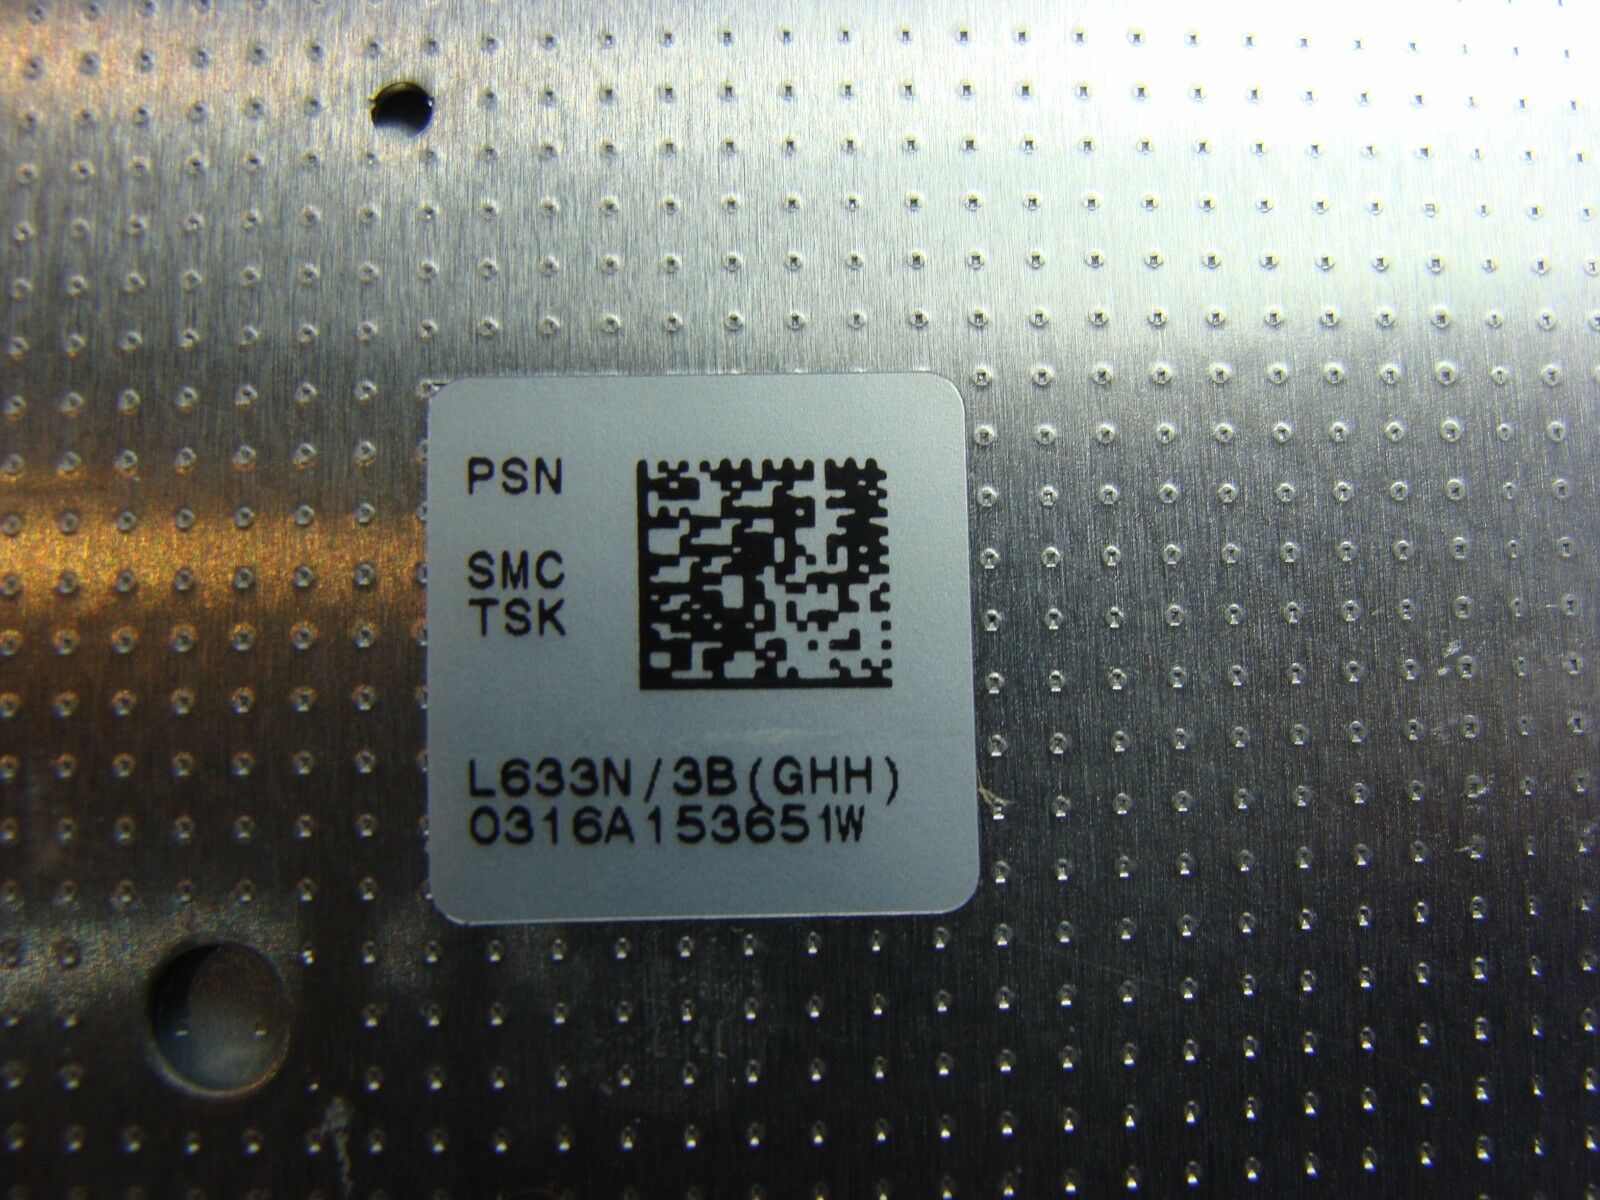 PSN
SMC
TSK
L633N/3B(GHH)
0316A153651W